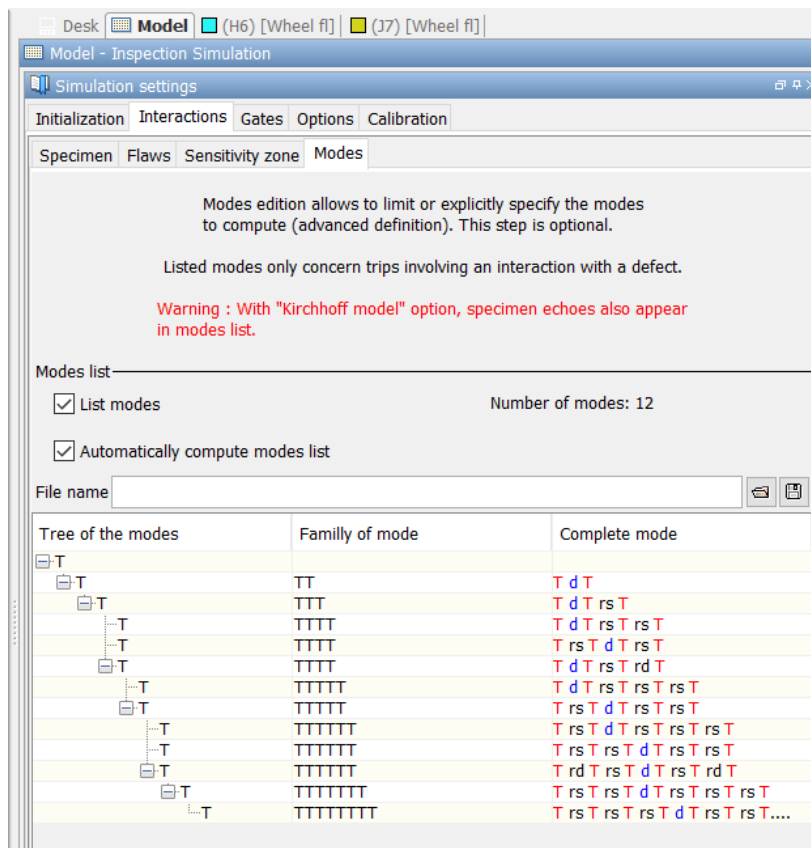 Desk Model (H6) [Wheel fl] (J7) [Wheel fl]
Model - Inspection Simulation
Simulation settings
Initialization Interactions Gates Options Calibration
Specimen Flaws Sensitivity zone Modes
Modes edition allows to limit or explicitly specify the modes
to compute (advanced definition). This step is optional.
Listed modes only concern trips involving an interaction with a defect.
Warning : With "Kirchhoff model" option, specimen echoes also appear
in modes list.
Modes list
List modes Number of modes: 12
Automatically compute modes list
File name
Tree of the modes Familly of mode Complete mode
T
T TT T d T
T TTT T d T rs T
T TTTT T d T rs T rs T
T TTTT T rs T d T rs T
T TTTT T d T rs T rd T
T TTTTT T d T rs T rs T rs T
T TTTTT T rs T d T rs T rs T
T TTTTTT T rs T d T rs T rs T rs T
T TTTTTT T rs T rs T d T rs T rs T
T TTTTTT T rd T rs T d T rs T rd T
T TTTTTTT T rs T rs T d T rs T rs T rs T
T TTTTTTTT T rs T rs T rs T d T rs T rs T....